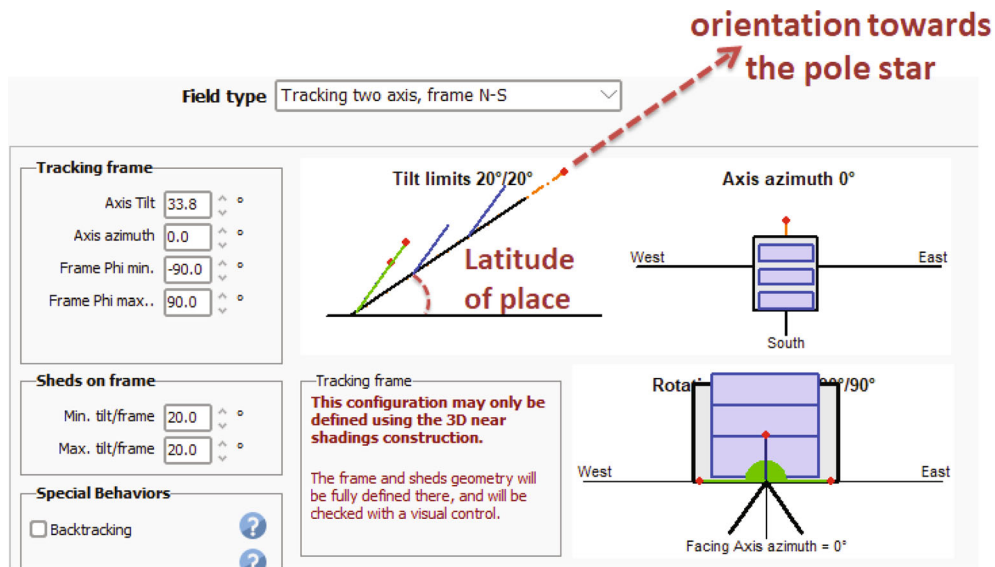 orientation towards
the pole star
Field type Tracking two axis, frame N-S
Tracking frame
Axis Tilt 33.8 °
Axis azimuth 0.0 °
Frame Phi min. -90.0 °
Frame Phi max.. 90.0 °
Tilt limits 20°/20°
Latitude
of place
Axis azimuth 0°
West East
South
Sheds on frame
Min. tilt/frame 20.0 °
Max. tilt/frame 20.0 °
Tracking frame
This configuration may only be
defined using the 3D near
shadings construction.
The frame and sheds geometry will
be fully defined there, and will be
checked with a visual control.
/90°
West East
Facing Axis azimuth = 0°
Special Behaviors
Backtracking ?
?